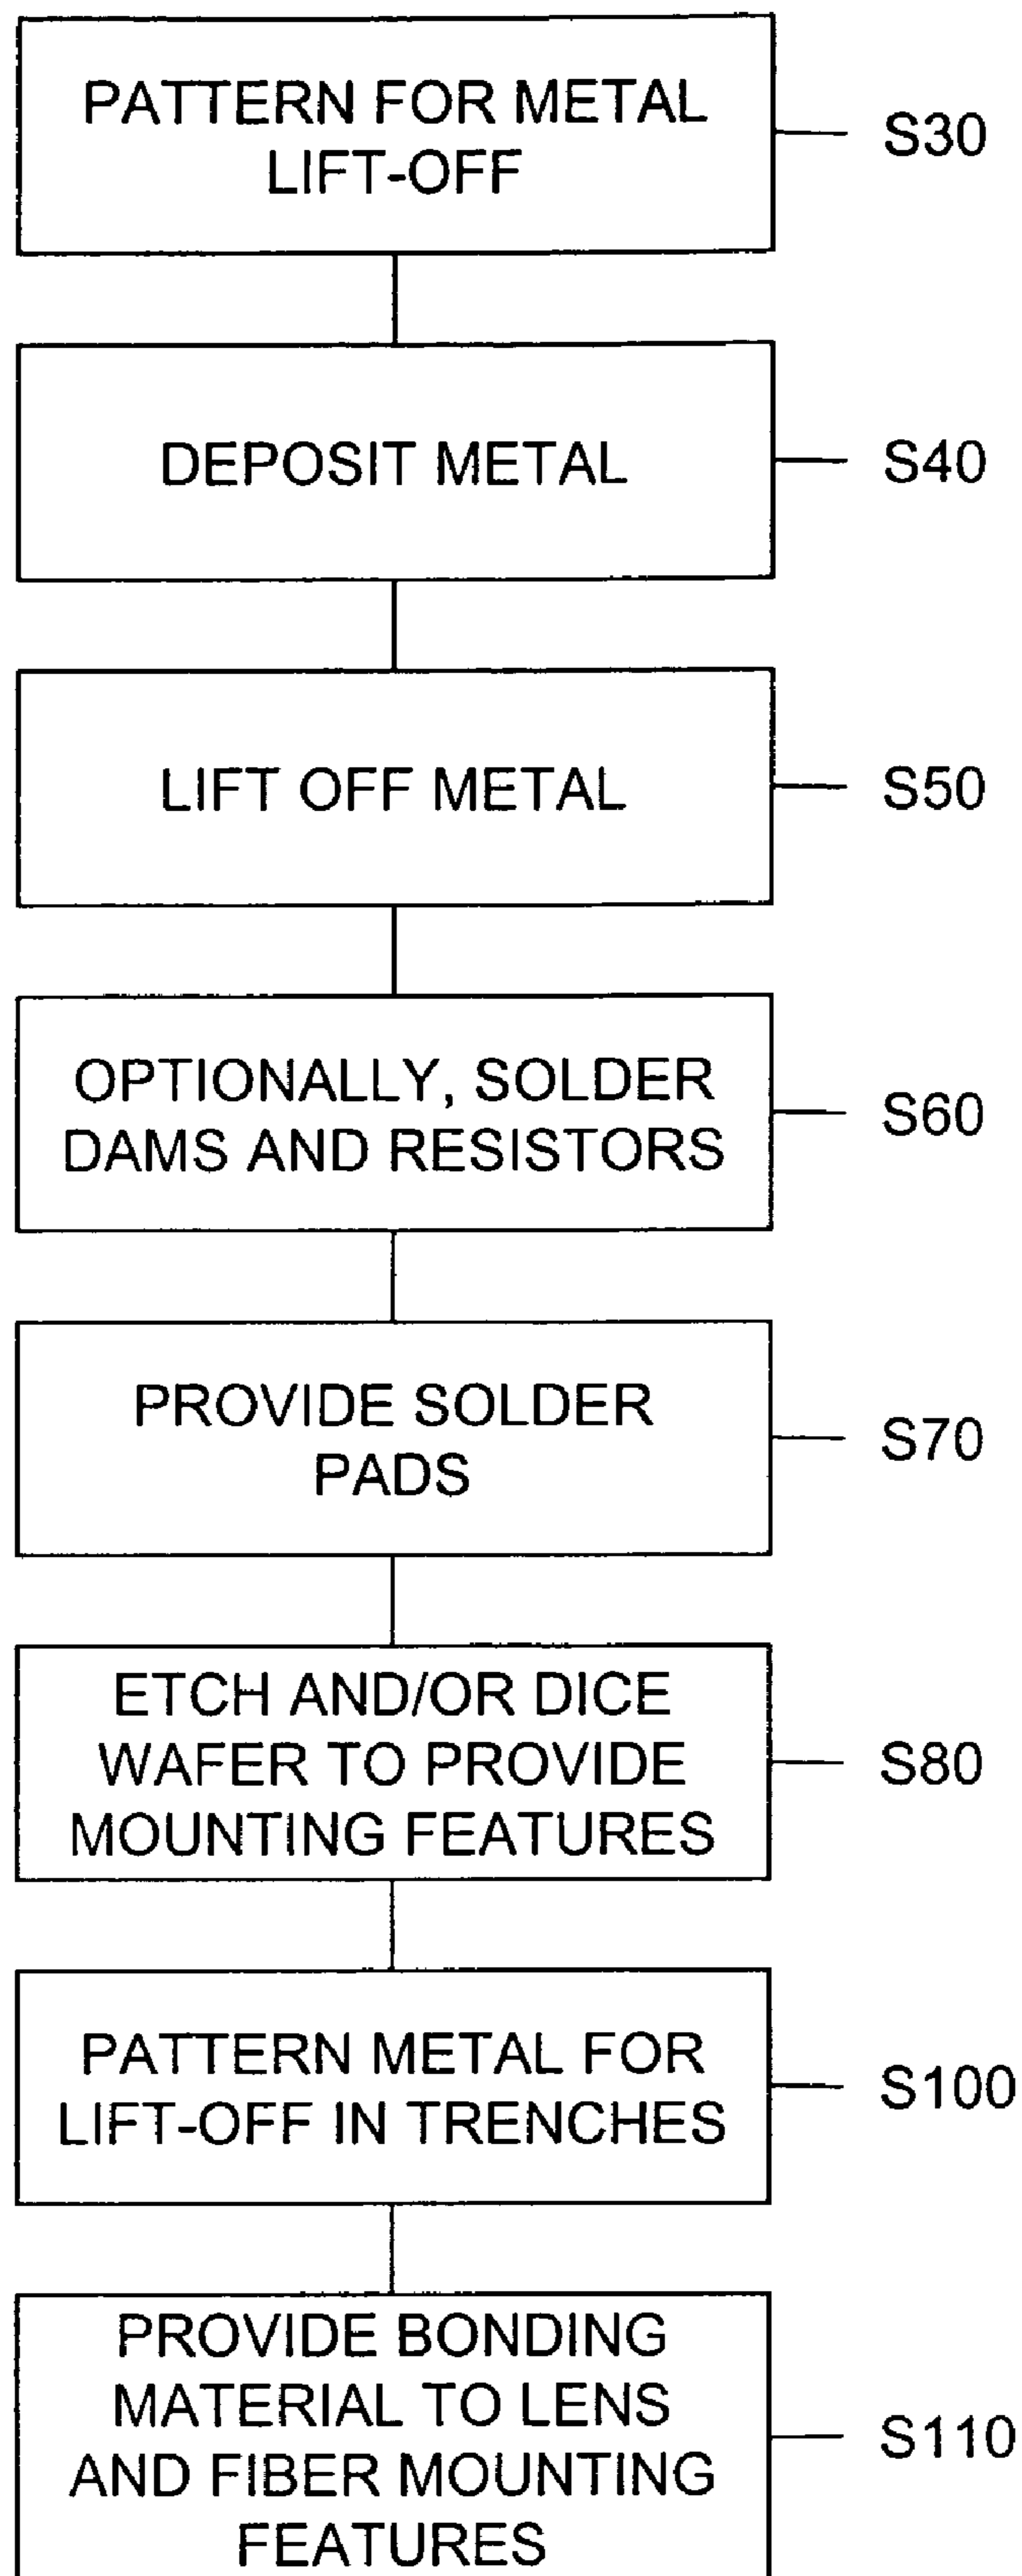 PATTERN FOR METAL
LIFT-OFF
S30
DEPOSIT METAL
S40
LIFT OFF METAL
S50
OPTIONALLY, SOLDER
DAMS AND RESISTORS
S60
PROVIDE SOLDER
PADS
S70
ETCH AND/OR DICE
WAFER TO PROVIDE
MOUNTING FEATURES
S80
PATTERN METAL FOR
LIFT-OFF IN TRENCHES
S100
PROVIDE BONDING
MATERIAL TO LENS
AND FIBER MOUNTING
FEATURES
S110